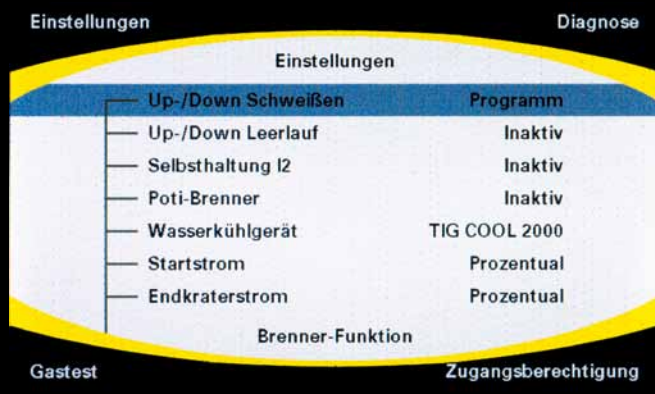 Einstellungen Diagnose
Einstellungen
Up-/Down Schweißen Programm
Up-/Down Leerlauf Inaktiv
Selbsthaltung I2 Inaktiv
Poti-Brenner Inaktiv
Wasserkühlgerät TIG COOL 2000
Startstrom Prozentual
Endkraterstrom Prozentual
Brenner-Funktion
Gastest Zugangsberechtigung